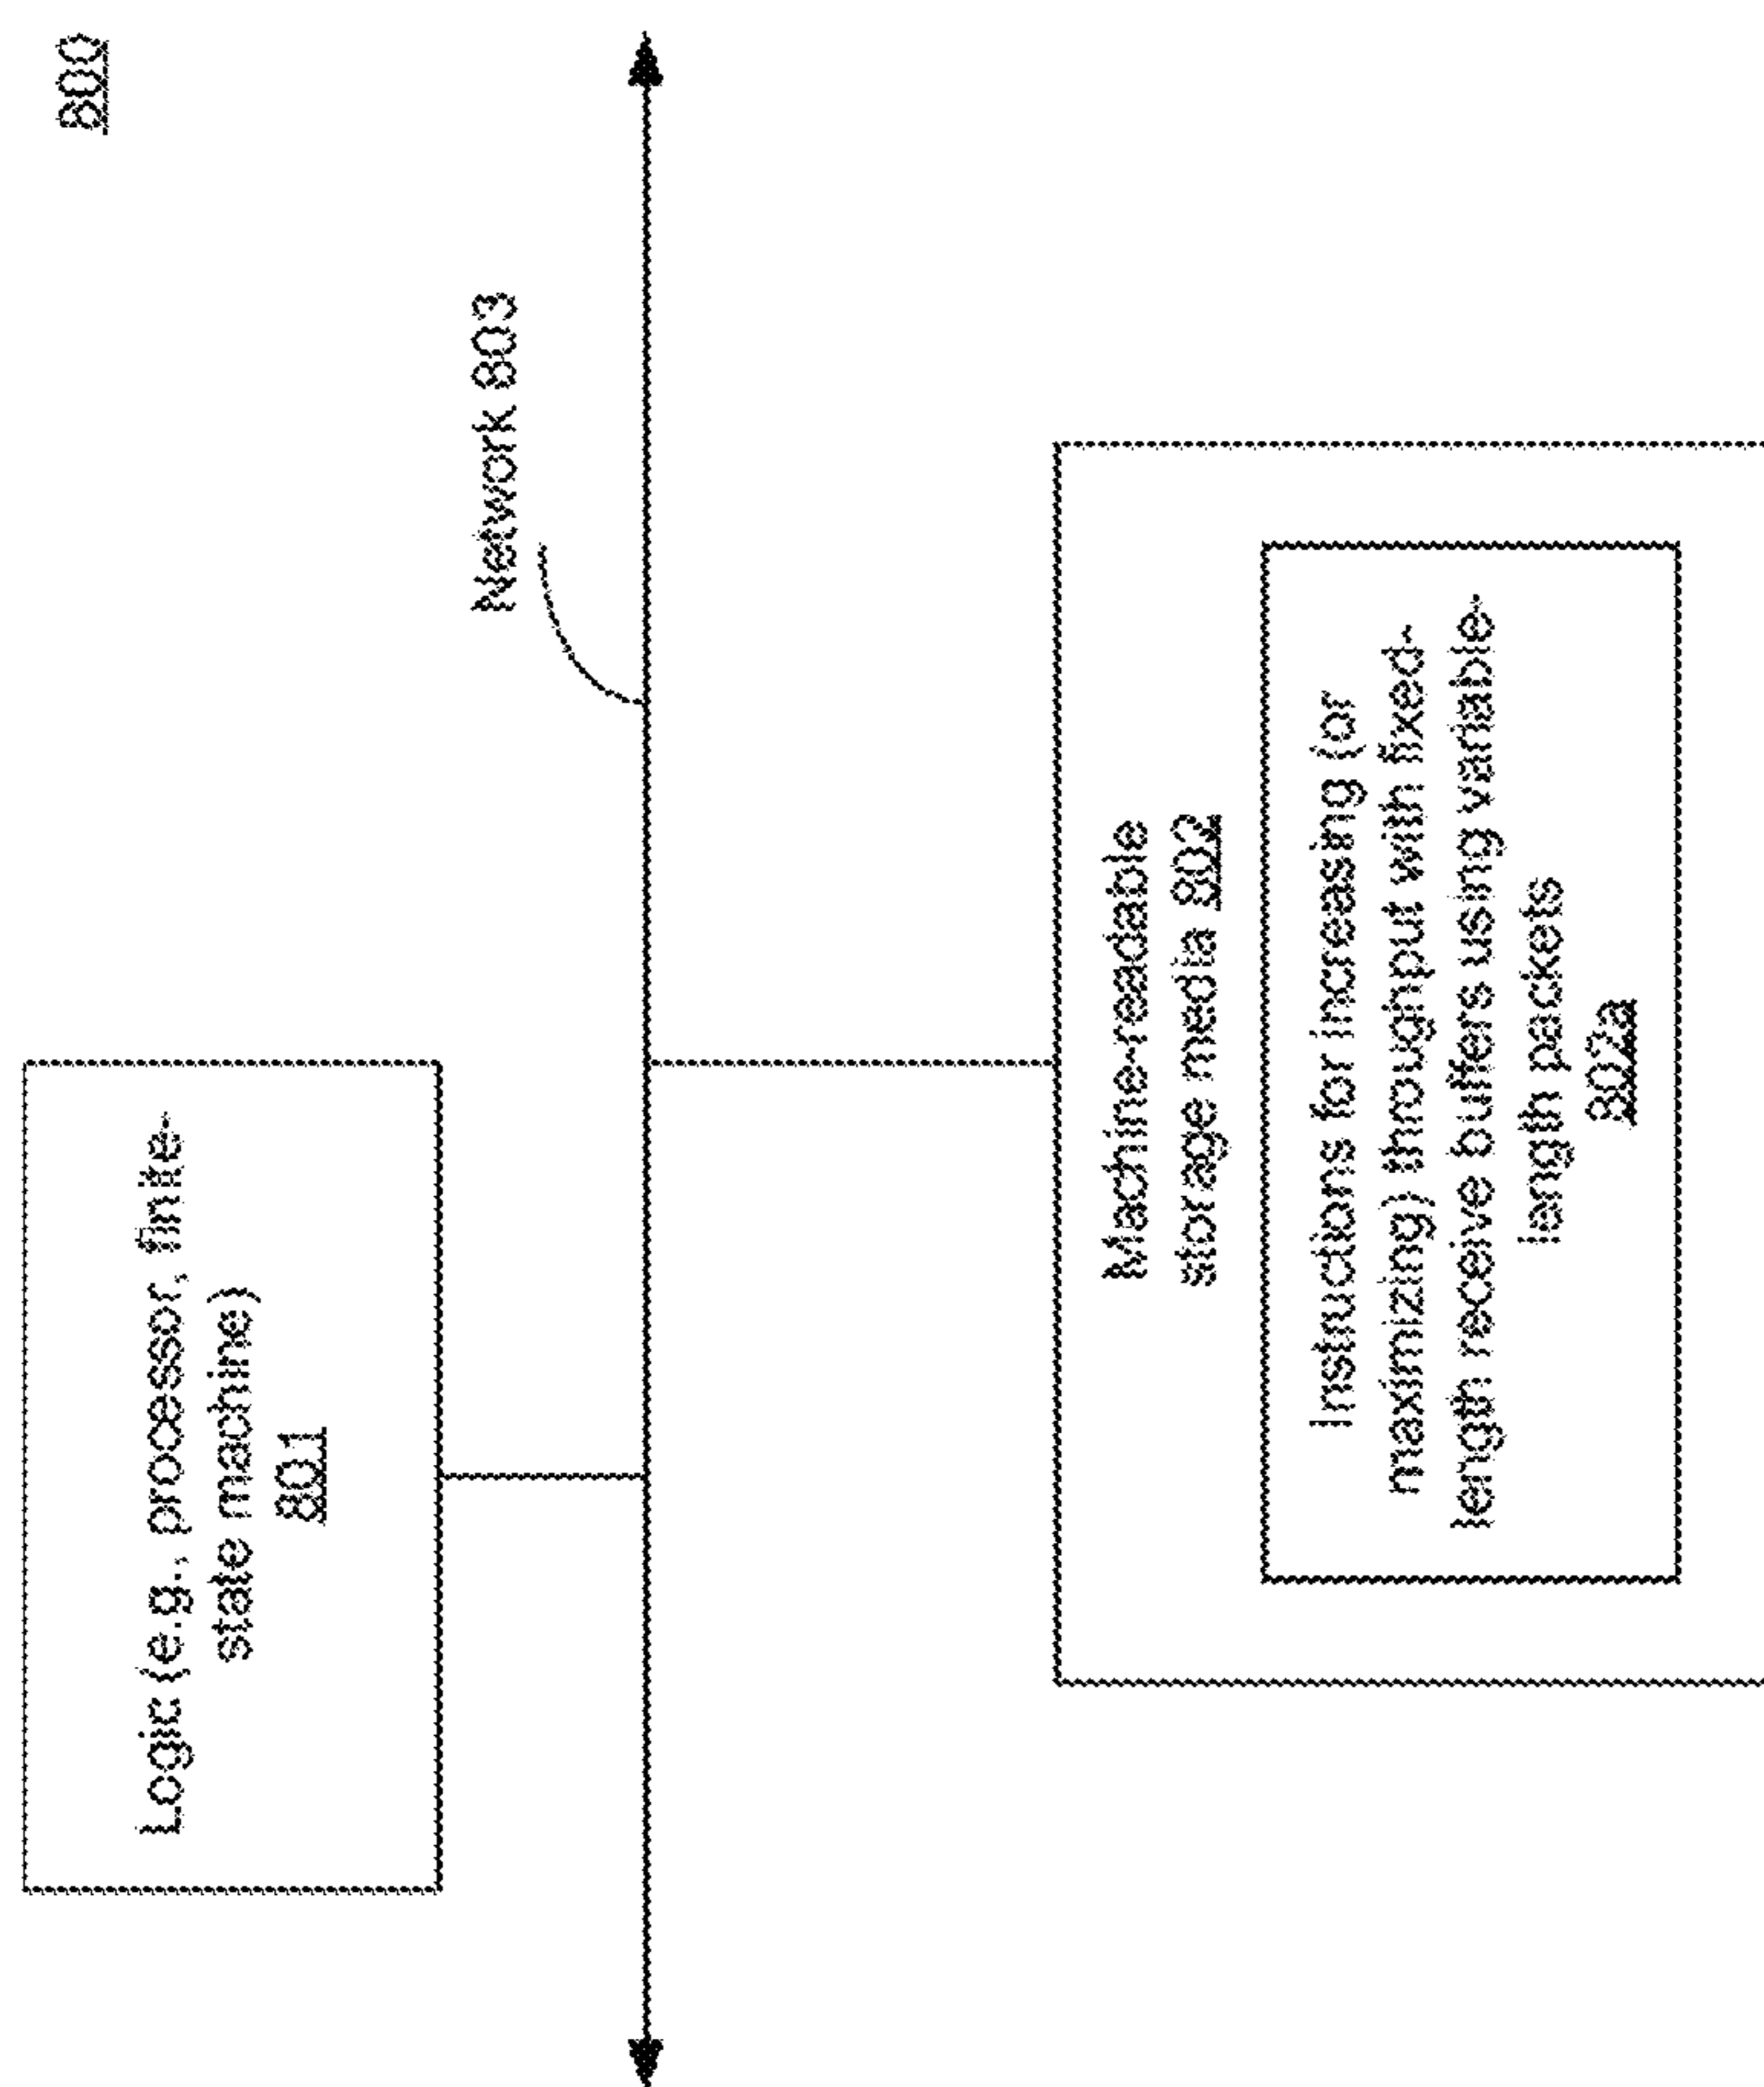 800
Logic (e.g., processor, finite-
state machine)
801
Network 803
Machine-readable
storage media 802
Instructions for increasing (or
maximizing) throughput with fixed-
length receive buffers using variable-
length packets
802a